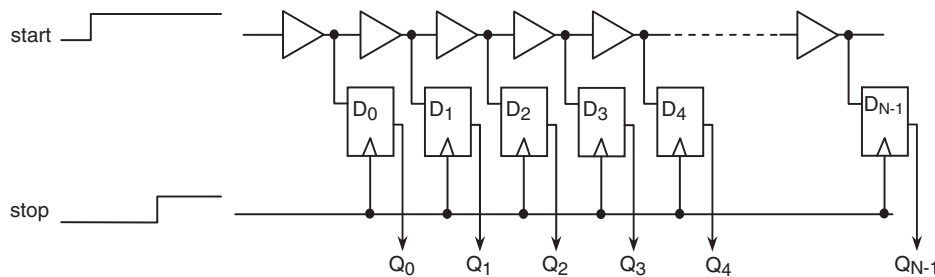 start
D0 D1 D2 D3 D4 DN-1
stop
Q0 Q1 Q2 Q3 Q4 QN-1